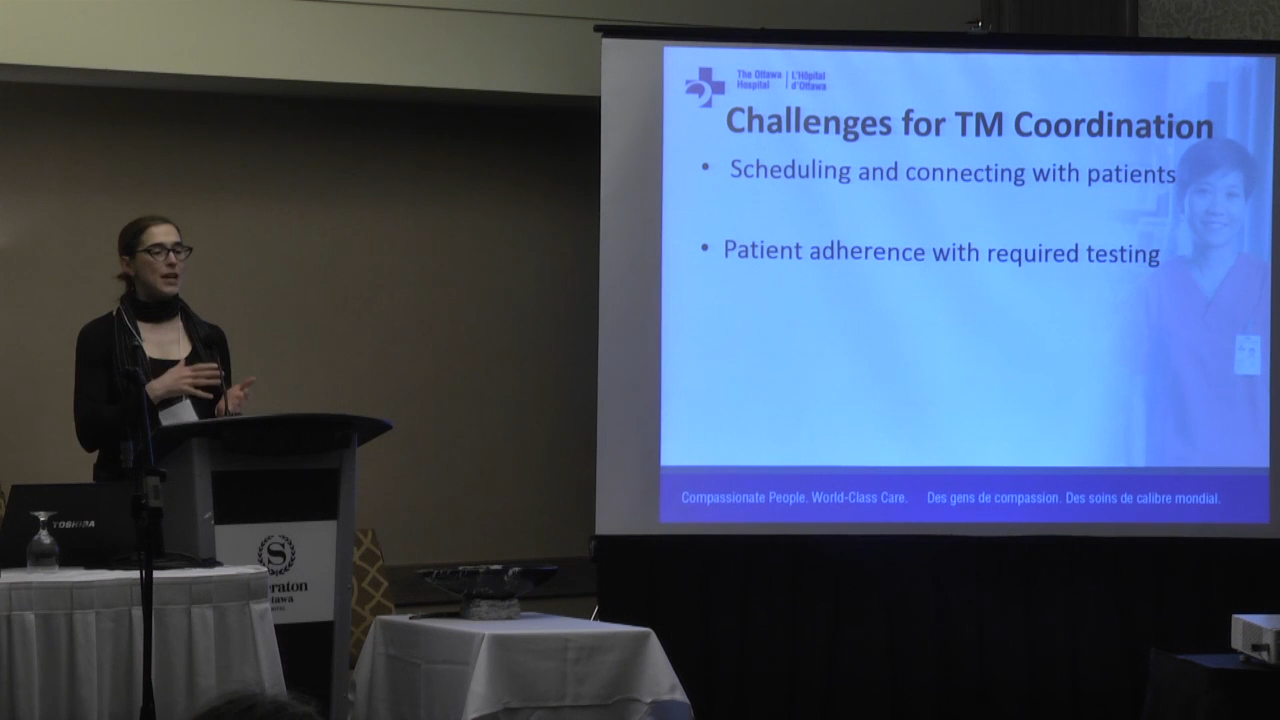 The Ottawa Hospital
L'Hôpital d'Ottawa
Challenges for TM Coordination
• Scheduling and connecting with patients
• Patient adherence with required testing
Compassionate People. World-Class Care. Des gens de compassion. Des soins de calibre mondial.
TOSHIBA
S